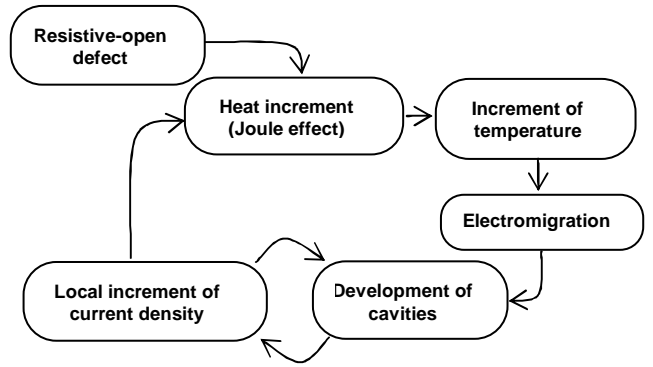 Resistive-open
defect
Heat increment
(Joule effect)
Increment of
temperature
Electromigration
Development of
cavities
Local increment of
current density